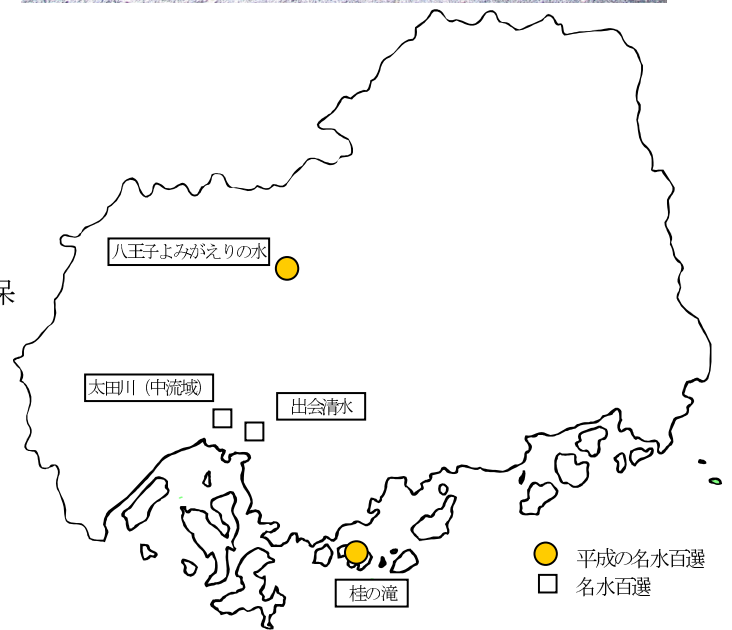 八王子よみがえりの水
保
太田川（中流域）
出会清水
平成の名水百選
名水百選
桂の滝